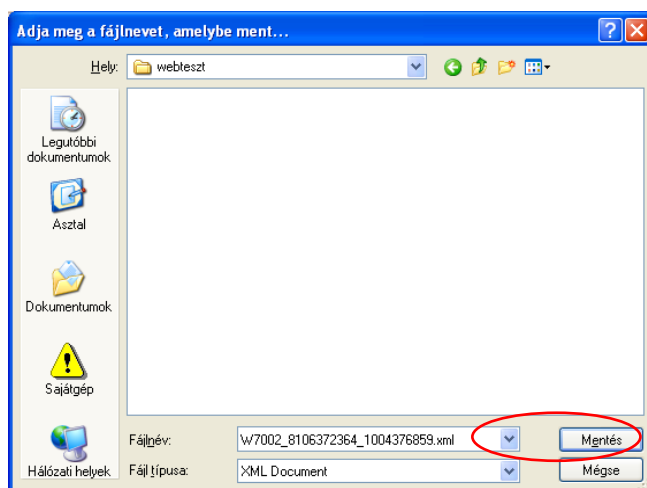 Adja meg a fájlnevet, amelybe ment...
Hely:
webteszt
Legutóbbi
dokumentumok
Asztal
Dokumentumok
Sajátgép
Hálózati helyek
Fájlnév:
W7002_8106372364_1004376859.xml
Mentés
Fájl típusa:
XML Document
Mégse